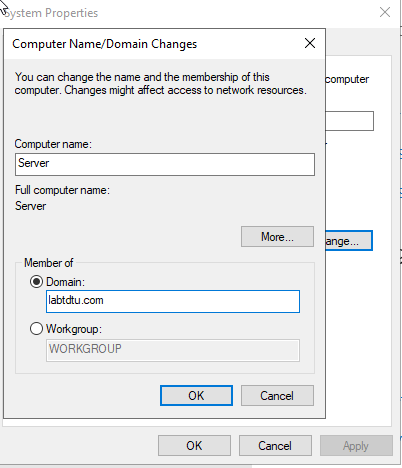 System Properties
Computer Name/Domain Changes
You can change the name and the membership of this
computer. Changes might affect access to network resources.
computer
Computer name:
Server
Full computer name:
Server
More...
ange...
Member of
Domain:
labtdtu.com
Workgroup:
WORKGROUP
OK
Cancel
OK
Cancel
Apply